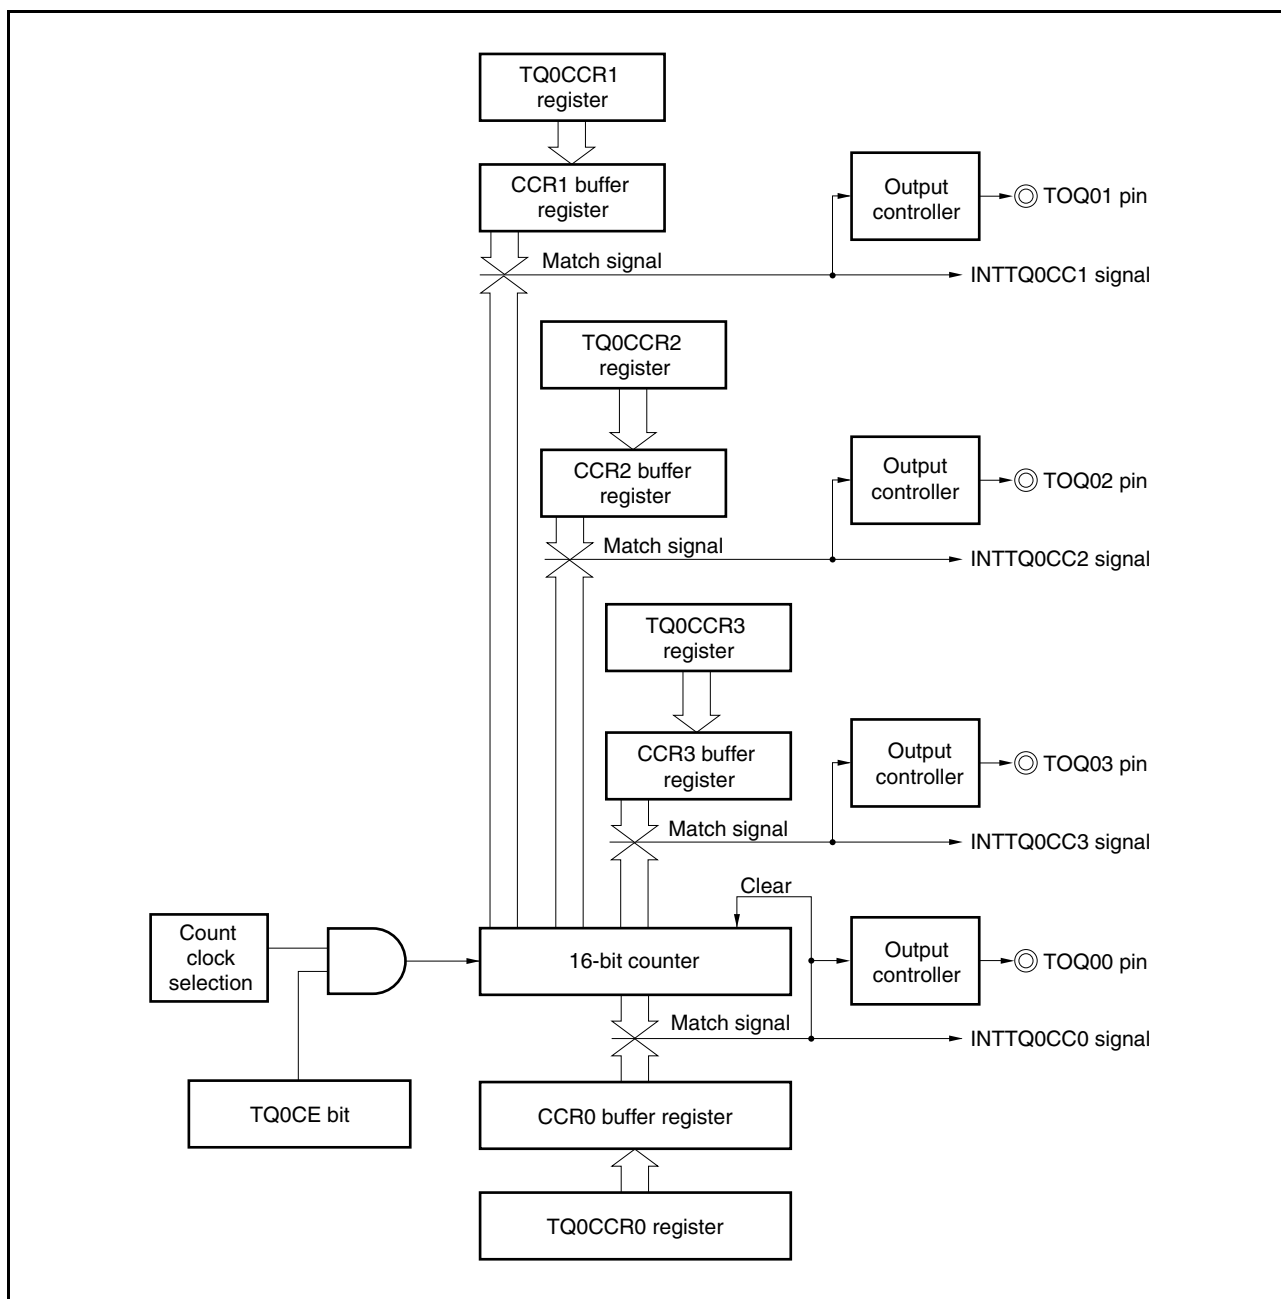 TQ0CCR1
register
CCR1 buffer
register
Output
controller
TOQ01 pin
Match signal
INTTQ0CC1 signal
TQ0CCR2
register
CCR2 buffer
register
Output
controller
TOQ02 pin
Match signal
INTTQ0CC2 signal
TQ0CCR3
register
CCR3 buffer
register
Output
controller
TOQ03 pin
Match signal
INTTQ0CC3 signal
Clear
Count
clock
selection
16-bit counter
Output
controller
TOQ00 pin
Match signal
INTTQ0CC0 signal
TQ0CE bit
CCR0 buffer register
TQ0CCR0 register